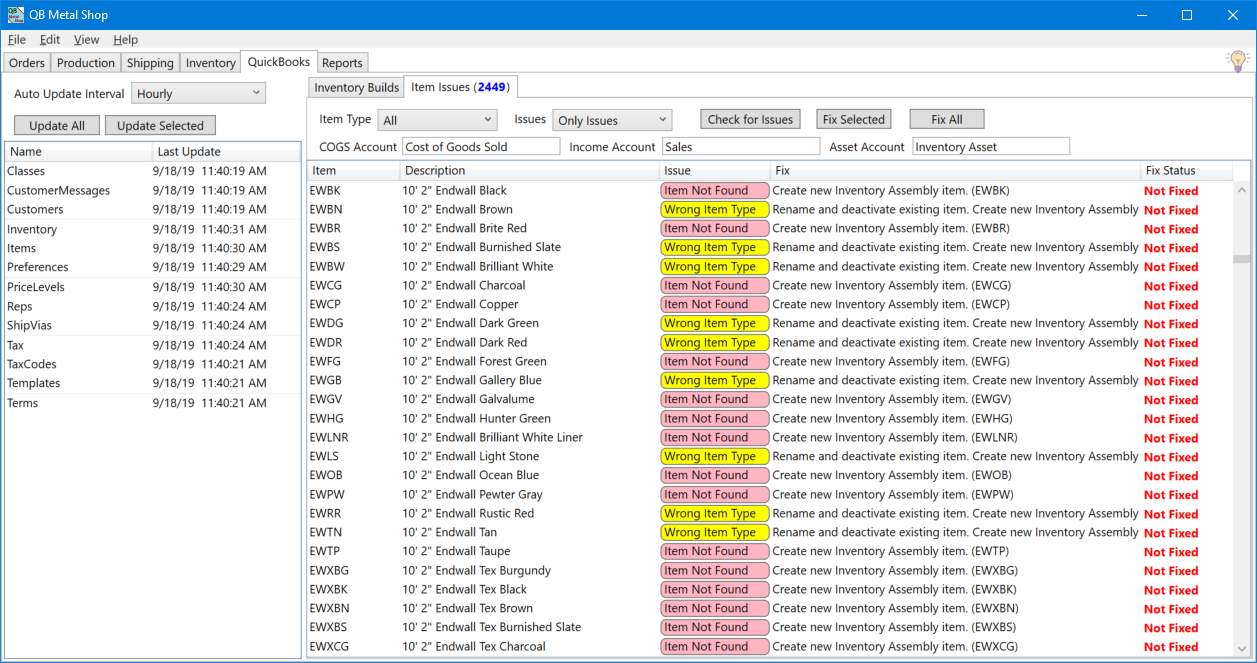 QB Metal Shop
File Edit View Help
Orders Production Shipping Inventory QuickBooks Reports
Auto Update Interval Hourly
Update All Update Selected
Name Last Update
Classes 9/18/19 11:40:19 AM
CustomerMessages 9/18/19 11:40:19 AM
Customers 9/18/19 11:40:19 AM
Inventory 9/18/19 11:40:31 AM
Items 9/18/19 11:40:30 AM
Preferences 9/18/19 11:40:29 AM
PriceLevels 9/18/19 11:40:30 AM
Reps 9/18/19 11:40:24 AM
ShipVias 9/18/19 11:40:24 AM
Tax 9/18/19 11:40:24 AM
TaxCodes 9/18/19 11:40:21 AM
Templates 9/18/19 11:40:21 AM
Terms 9/18/19 11:40:21 AM
Inventory Builds Item Issues (2449)
Item Type All Issues Only Issues Check for Issues Fix Selected Fix All
COGS Account Cost of Goods Sold Income Account Sales Asset Account Inventory Asset
Item Description Issue Fix Fix Status
EWBK 10' 2" Endwall Black Item Not Found Create new Inventory Assembly item. (EWBK) Not Fixed
EWBN 10' 2" Endwall Brown Wrong Item Type Rename and deactivate existing item. Create new Inventory Assembly Not Fixed
EWBR 10' 2" Endwall Brite Red Item Not Found Create new Inventory Assembly item. (EWBR) Not Fixed
EWBS 10' 2" Endwall Burnished Slate Wrong Item Type Rename and deactivate existing item. Create new Inventory Assembly Not Fixed
EWBW 10' 2" Endwall Brilliant White Wrong Item Type Rename and deactivate existing item. Create new Inventory Assembly Not Fixed
EWCG 10' 2" Endwall Charcoal Item Not Found Create new Inventory Assembly item. (EWCG) Not Fixed
EWCP 10' 2" Endwall Copper Item Not Found Create new Inventory Assembly item. (EWCP) Not Fixed
EWDG 10' 2" Endwall Dark Green Wrong Item Type Rename and deactivate existing item. Create new Inventory Assembly Not Fixed
EWDR 10' 2" Endwall Dark Red Wrong Item Type Rename and deactivate existing item. Create new Inventory Assembly Not Fixed
EWFG 10' 2" Endwall Forest Green Item Not Found Create new Inventory Assembly item. (EWFG) Not Fixed
EWGB 10' 2" Endwall Gallery Blue Wrong Item Type Rename and deactivate existing item. Create new Inventory Assembly Not Fixed
EWGV 10' 2" Endwall Galvalume Item Not Found Create new Inventory Assembly item. (EWGV) Not Fixed
EWHG 10' 2" Endwall Hunter Green Item Not Found Create new Inventory Assembly item. (EWHG) Not Fixed
EWLNR 10' 2" Endwall Brilliant White Liner Item Not Found Create new Inventory Assembly item. (EWLNR) Not Fixed
EWLS 10' 2" Endwall Light Stone Wrong Item Type Rename and deactivate existing item. Create new Inventory Assembly Not Fixed
EWOB 10' 2" Endwall Ocean Blue Item Not Found Create new Inventory Assembly item. (EWOB) Not Fixed
EWPW 10' 2" Endwall Pewter Gray Item Not Found Create new Inventory Assembly item. (EWPW) Not Fixed
EWRR 10' 2" Endwall Rustic Red Wrong Item Type Rename and deactivate existing item. Create new Inventory Assembly Not Fixed
EWTN 10' 2" Endwall Tan Wrong Item Type Rename and deactivate existing item. Create new Inventory Assembly Not Fixed
EWTP 10' 2" Endwall Taupe Item Not Found Create new Inventory Assembly item. (EWTP) Not Fixed
EWXBG 10' 2" Endwall Tex Burgundy Item Not Found Create new Inventory Assembly item. (EWXBG) Not Fixed
EWXBK 10' 2" Endwall Tex Black Item Not Found Create new Inventory Assembly item. (EWXBK) Not Fixed
EWXBN 10' 2" Endwall Tex Brown Item Not Found Create new Inventory Assembly item. (EWXBN) Not Fixed
EWXBS 10' 2" Endwall Tex Burnished Slate Item Not Found Create new Inventory Assembly item. (EWXBS) Not Fixed
EWXCG 10' 2" Endwall Tex Charcoal Item Not Found Create new Inventory Assembly item. (EWXCG) Not Fixed